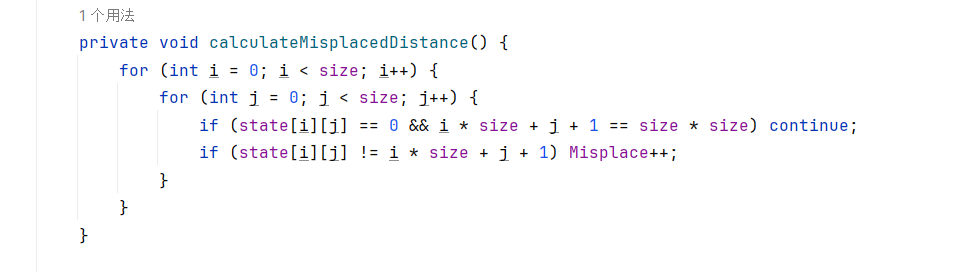 1 个用法
private void calculateMisplacedDistance() {
    for (int i = 0; i < size; i++) {
        for (int j = 0; j < size; j++) {
            if (state[i][j] == 0 && i * size + j + 1 == size * size) continue;
            if (state[i][j] != i * size + j + 1) Misplace++;
        }
    }
}